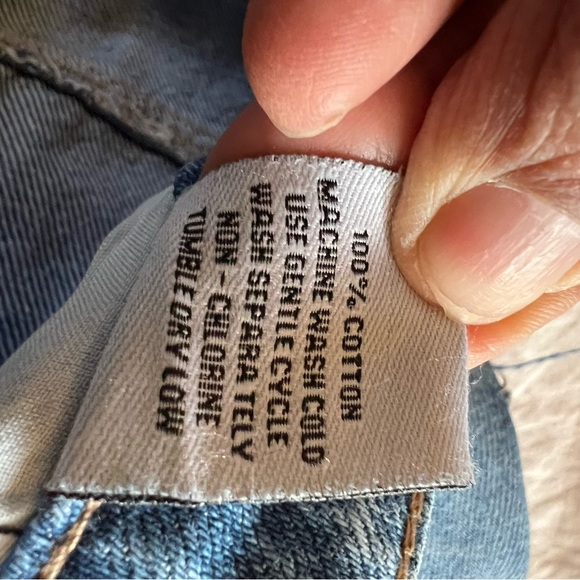 100% COTTON
MACHINE WASH COLD
USE GENTLE CYCLE
WASH SEPARATELY
NON-CHLORINE
TUMBLE DRY LOW